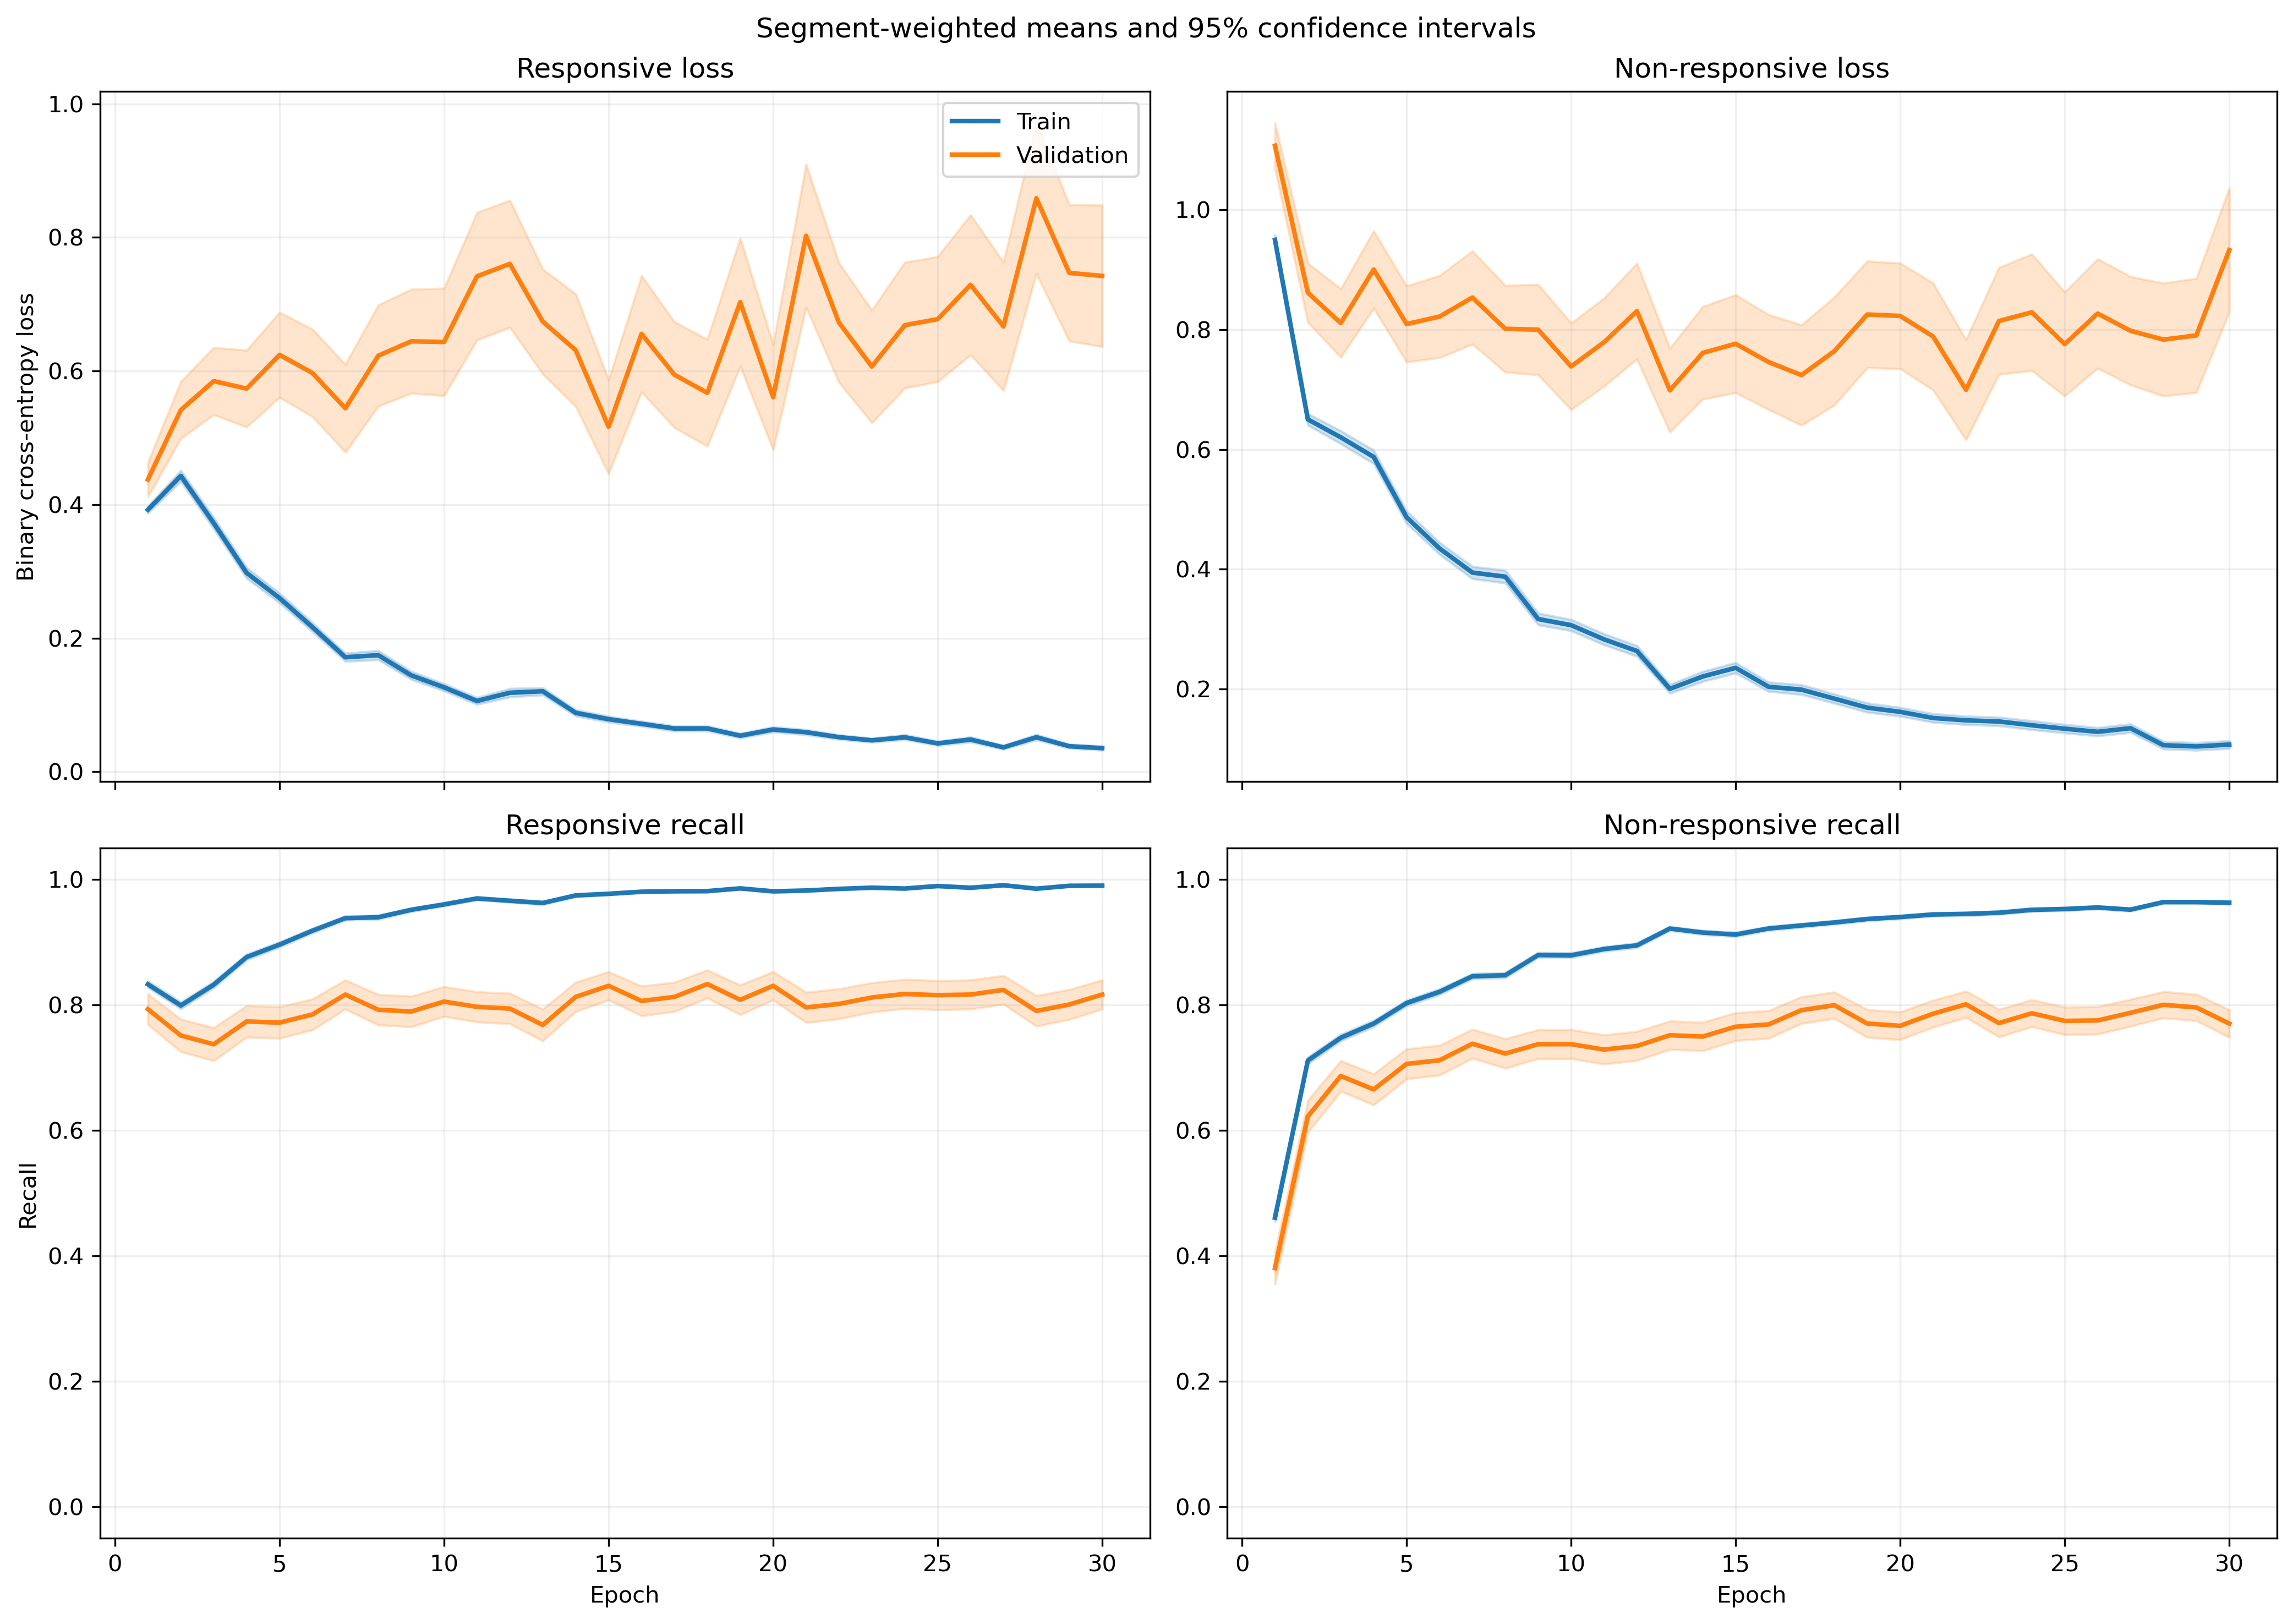 Segment-weighted means and 95% confidence intervals
Responsive loss
Non-responsive loss
Train
Validation
Binary cross-entropy loss
1.0
0.8
0.6
0.4
0.2
0.0
1.0
0.8
0.6
0.4
0.2
Responsive recall
Non-responsive recall
Recall
1.0
0.8
0.6
0.4
0.2
0.0
1.0
0.8
0.6
0.4
0.2
0.0
0 5 10 15 20 25 30
0 5 10 15 20 25 30
Epoch
Epoch